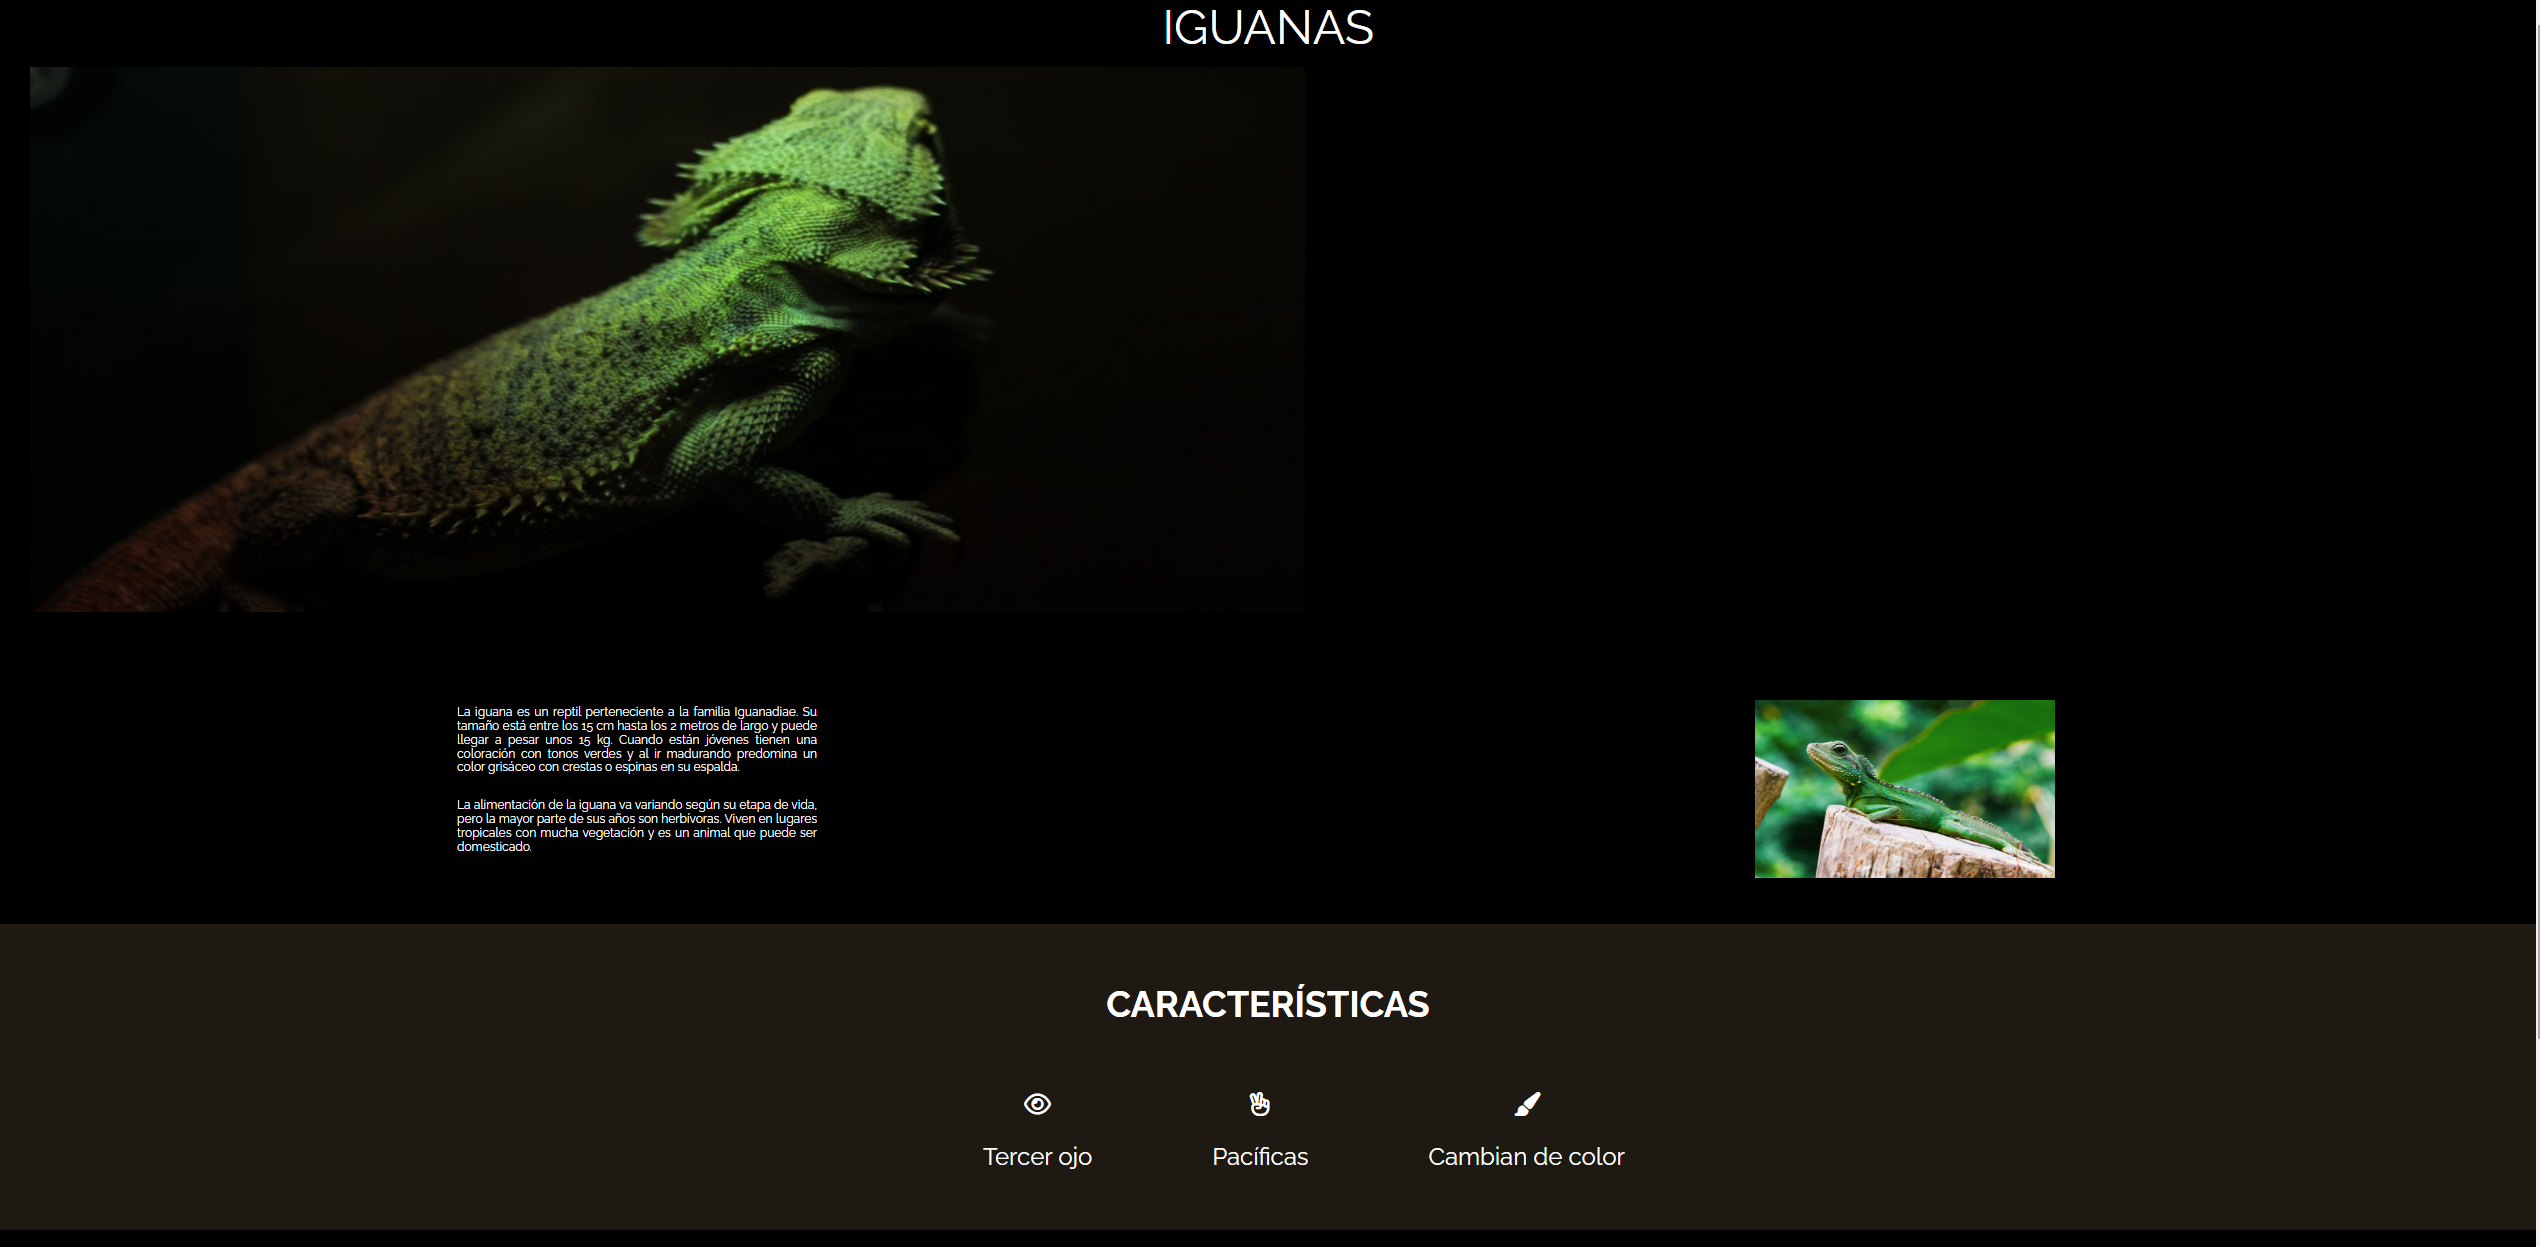 IGUANAS
La iguana es un reptil perteneciente a la familia Iguanadiae. Su
tamaño está entre los 15 cm hasta los 2 metros de largo y puede
llegar a pesar unos 15 kg. Cuando están jóvenes tienen una
coloración con tonos verdes y al ir madurando predomina un
color grisáceo con crestas o espinas en su espalda.
La alimentación de la iguana va variando según su etapa de vida,
pero la mayor parte de sus años son herbívoras. Viven en lugares
tropicales con mucha vegetación y es un animal que puede ser
domesticado.
CARACTERÍSTICAS
Tercer ojo
Pacíficas
Cambian de color